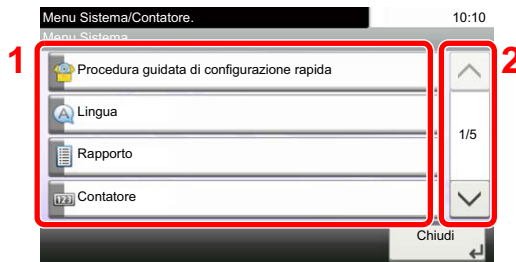 Menu Sistema/Contatore. 10:10
Menu Sistema
1 2
Procedura guidata di configurazione rapida
Lingua
1/5
Rapporto
123 Contatore
Chiudi